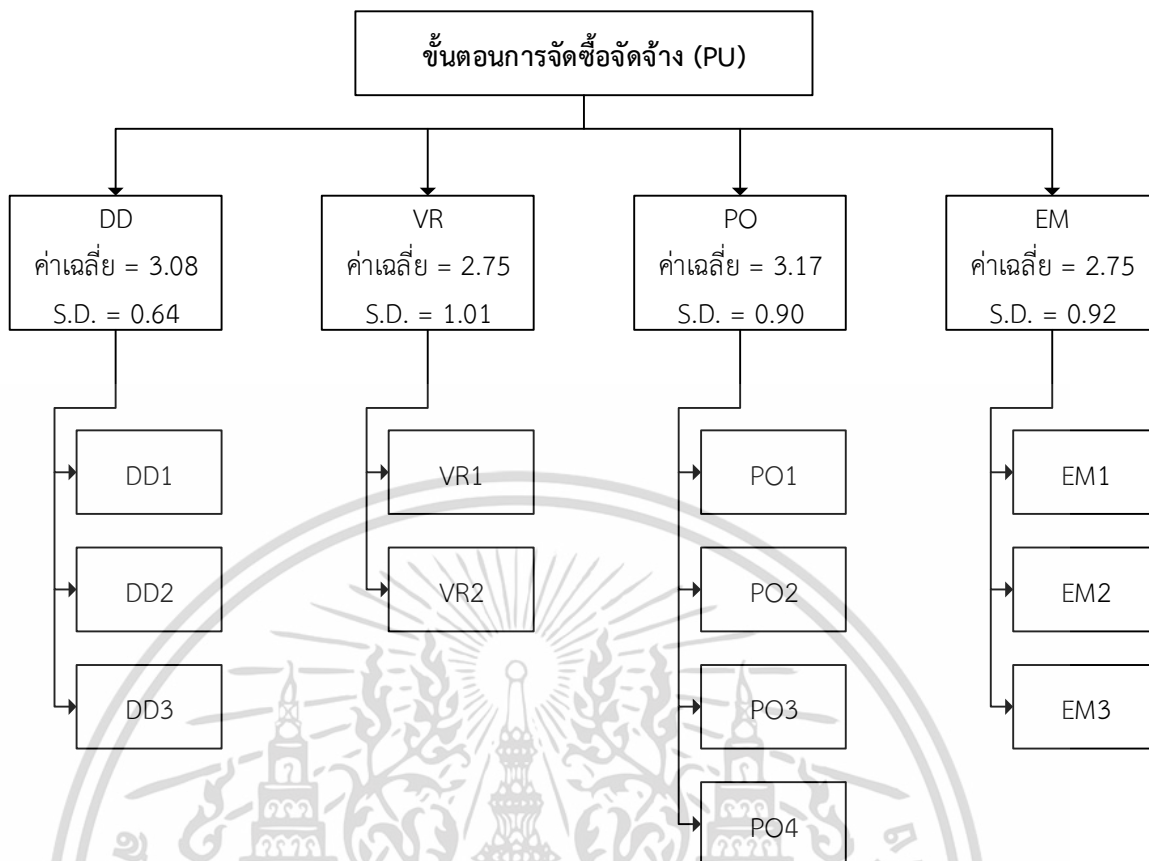 ขั้นตอนการจัดซื้อจัดจ้าง (PU)
DD
ค่าเฉลี่ย = 3.08
S.D. = 0.64
VR
ค่าเฉลี่ย = 2.75
S.D. = 1.01
PO
ค่าเฉลี่ย = 3.17
S.D. = 0.90
EM
ค่าเฉลี่ย = 2.75
S.D. = 0.92
DD1
DD2
DD3
VR1
VR2
PO1
PO2
PO3
PO4
EM1
EM2
EM3